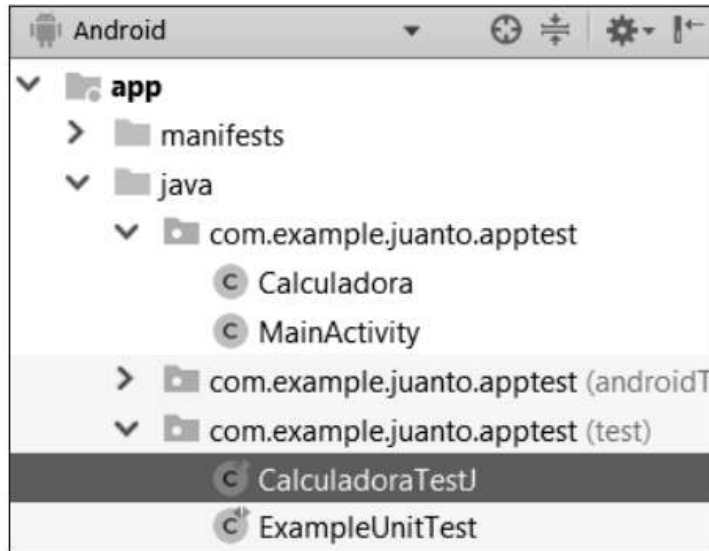 Android
app
manifests
java
com.example.juanto.apptest
Calculadora
MainActivity
com.example.juanto.apptest (androidT
com.example.juanto.apptest (test)
CalculadoraTestJ
ExampleUnitTest